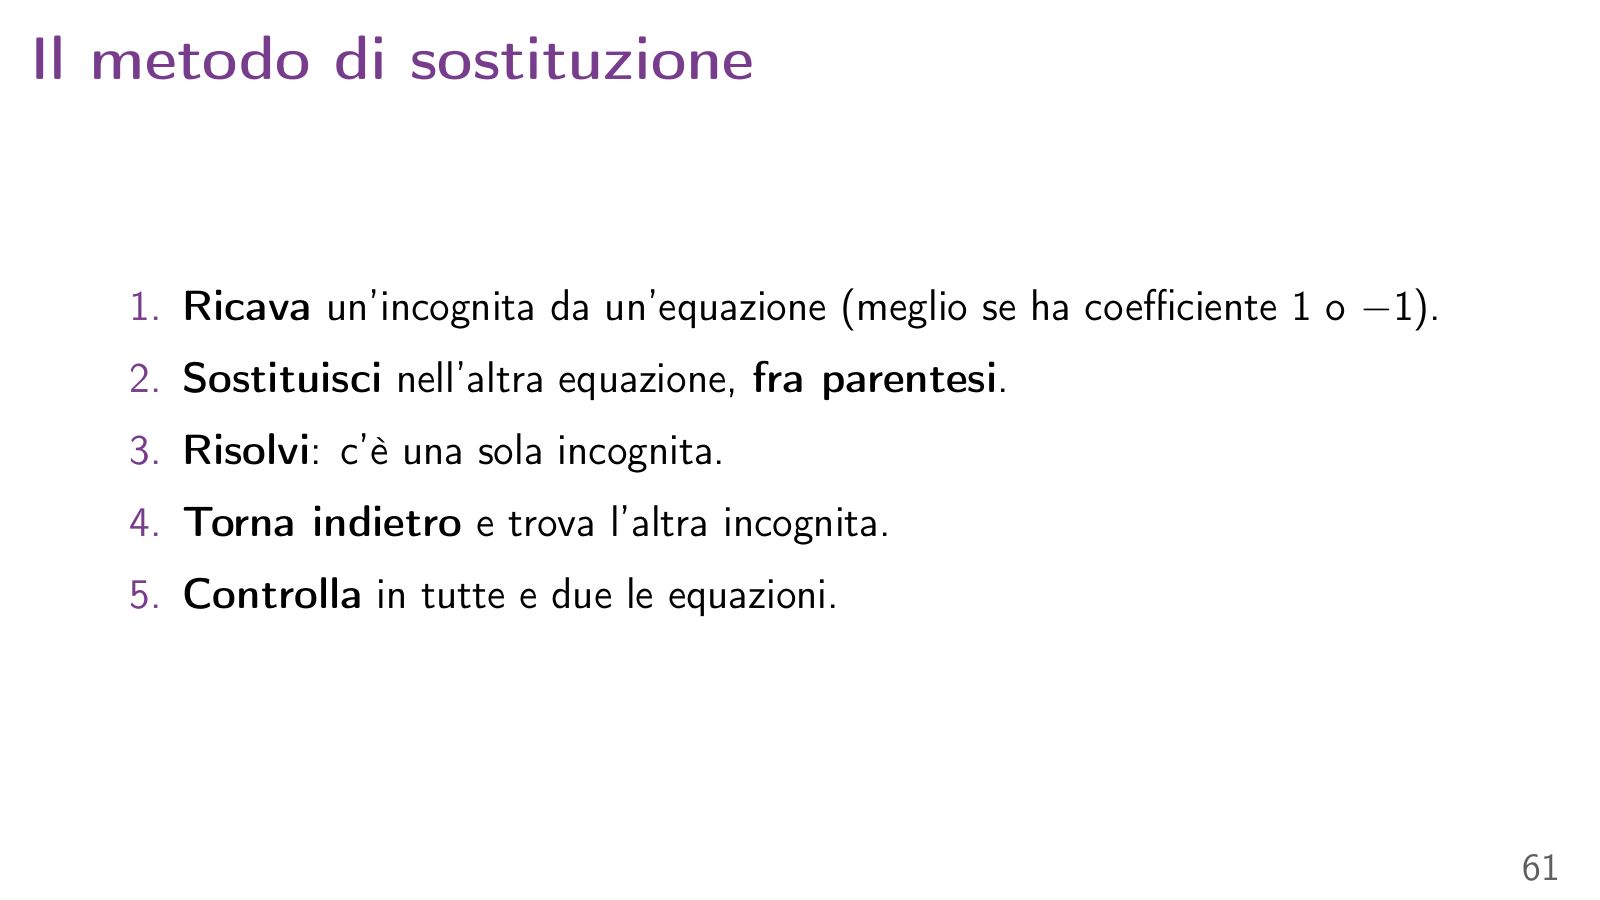 Il metodo di sostituzione
1. Ricava un'incognita da un'equazione (meglio se ha coefficiente 1 o −1).
2. Sostituisci nell'altra equazione, fra parentesi.
3. Risolvi: c'è una sola incognita.
4. Torna indietro e trova l'altra incognita.
5. Controlla in tutte e due le equazioni.
61